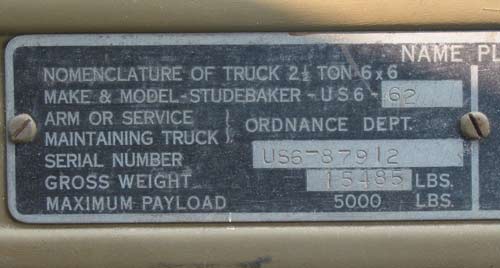 NAME PL
NOMENCLATURE OF TRUCK 2½ TON 6x6
MAKE & MODEL-STUDEBAKER-US6-62
ARM OR SERVICE
MAINTAINING TRUCK } ORDNANCE DEPT.
SERIAL NUMBER US6-87912
GROSS WEIGHT 15485 LBS.
MAXIMUM PAYLOAD 5000 LBS.